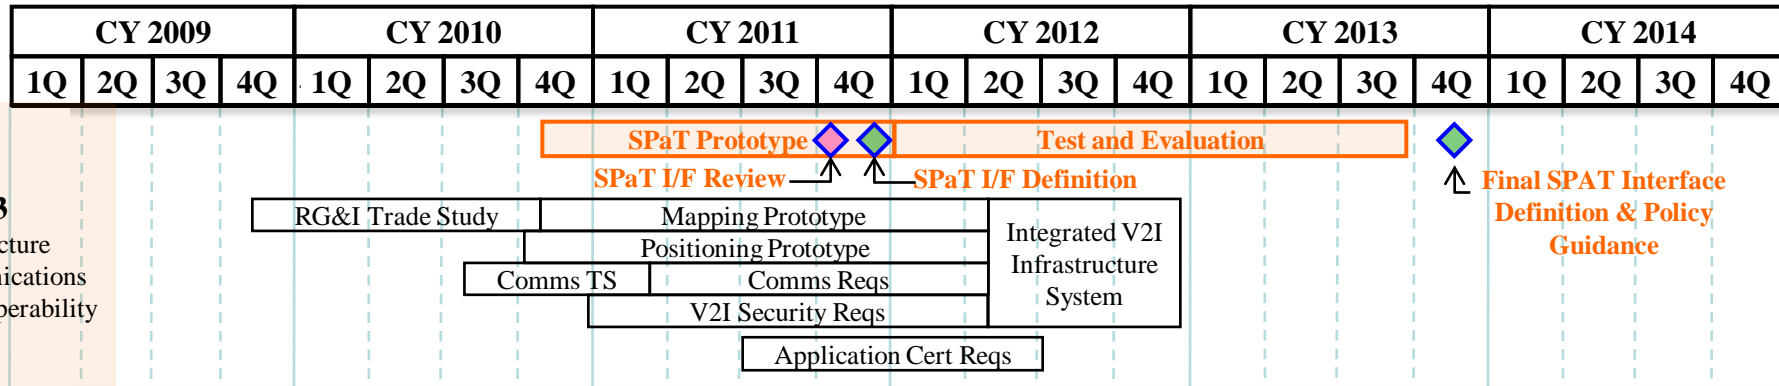 CY 2009 CY 2010 CY 2011 CY 2012 CY 2013 CY 2014
1Q 2Q 3Q 4Q 1Q 2Q 3Q 4Q 1Q 2Q 3Q 4Q 1Q 2Q 3Q 4Q 1Q 2Q 3Q 4Q 1Q 2Q 3Q 4Q
SPaT Prototype Test and Evaluation
SPaT I/F Review SPaT I/F Definition
Final SPAT Interface
Definition & Policy
Guidance
3
cture
nications
perability
RG&I Trade Study Mapping Prototype
Positioning Prototype
Comms TS Comms Reqs
V2I Security Reqs
Integrated V2I
Infrastructure
System
Application Cert Reqs